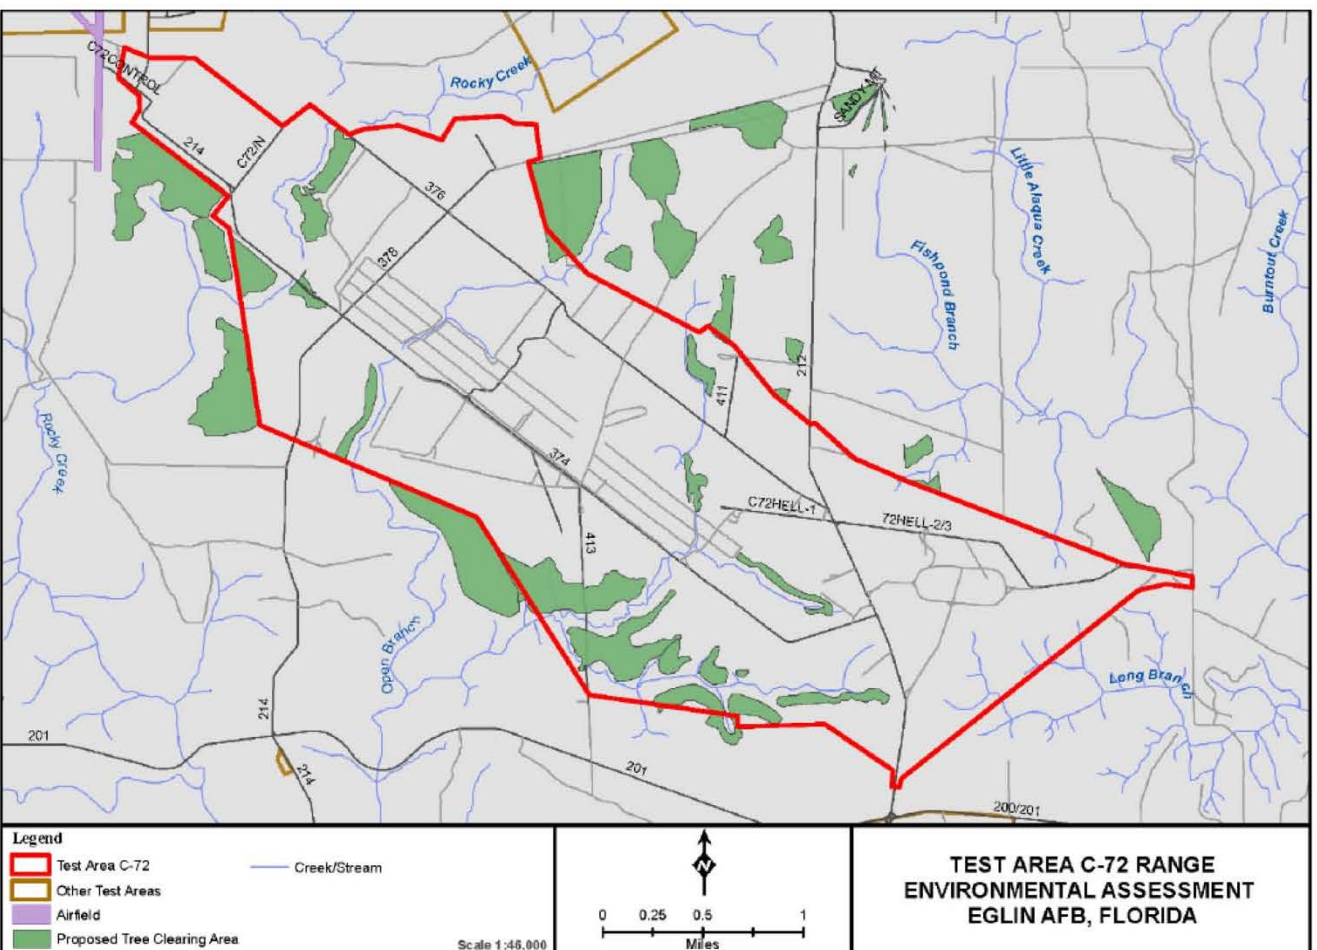 C72CONTROL
Rocky Creek
SANDY MT
214
C72/N
376
Little Alaqua Creek
Burntout Creek
Fishpond Branch
378
212
411
Rocky Creek
374
C72HELL-1
72HELL-2/3
413
Open Branch
Long Branch
214
201
214
201
200/201
Legend
Test Area C-72
Creek/Stream
Other Test Areas
Airfield
Proposed Tree Clearing Area
Scale 1:46,000
N
0 0.25 0.5 1
Miles
TEST AREA C-72 RANGE
ENVIRONMENTAL ASSESSMENT
EGLIN AFB, FLORIDA